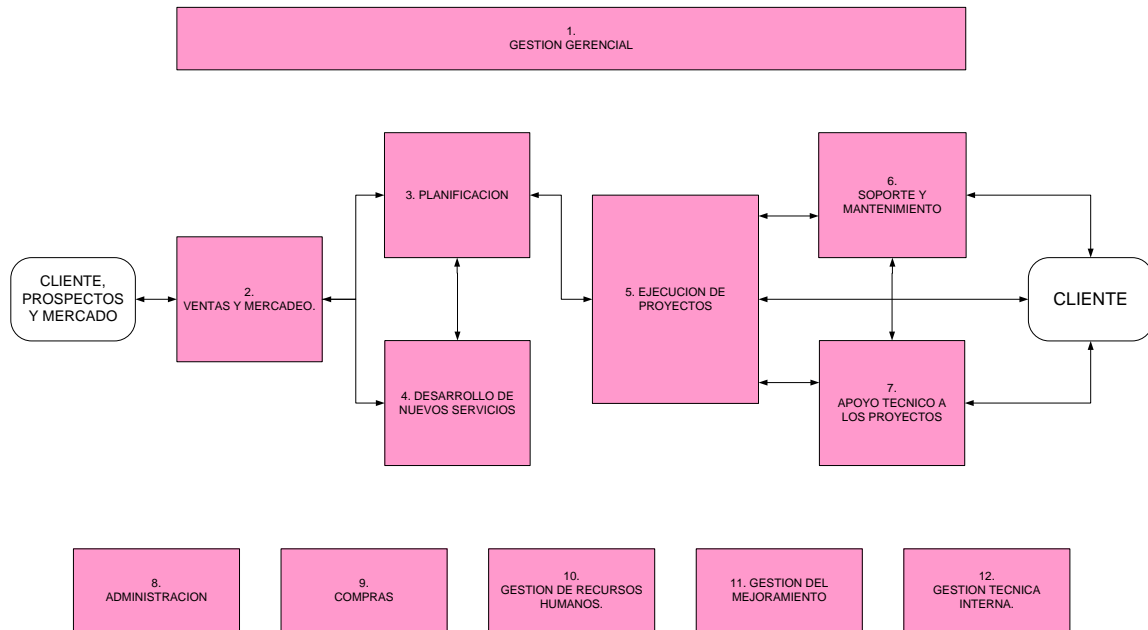 1.
GESTION GERENCIAL
3. PLANIFICACION
6.
SOPORTE Y
MANTENIMIENTO
CLIENTE,
PROSPECTOS
Y MERCADO
2.
VENTAS Y MERCADEO.
5. EJECUCION DE
PROYECTOS
CLIENTE
4. DESARROLLO DE
NUEVOS SERVICIOS
7.
APOYO TECNICO A
LOS PROYECTOS
8.
ADMINISTRACION
9.
COMPRAS
10.
GESTION DE RECURSOS
HUMANOS.
11. GESTION DEL
MEJORAMIENTO
12.
GESTION TECNICA
INTERNA.